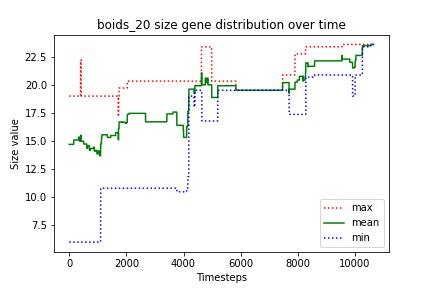 boids_20 size gene distribution over time
22.5
20.0
17.5
15.0
12.5
10.0
7.5
Size value
0
2000
4000
6000
8000
10000
Timesteps
max
mean
min